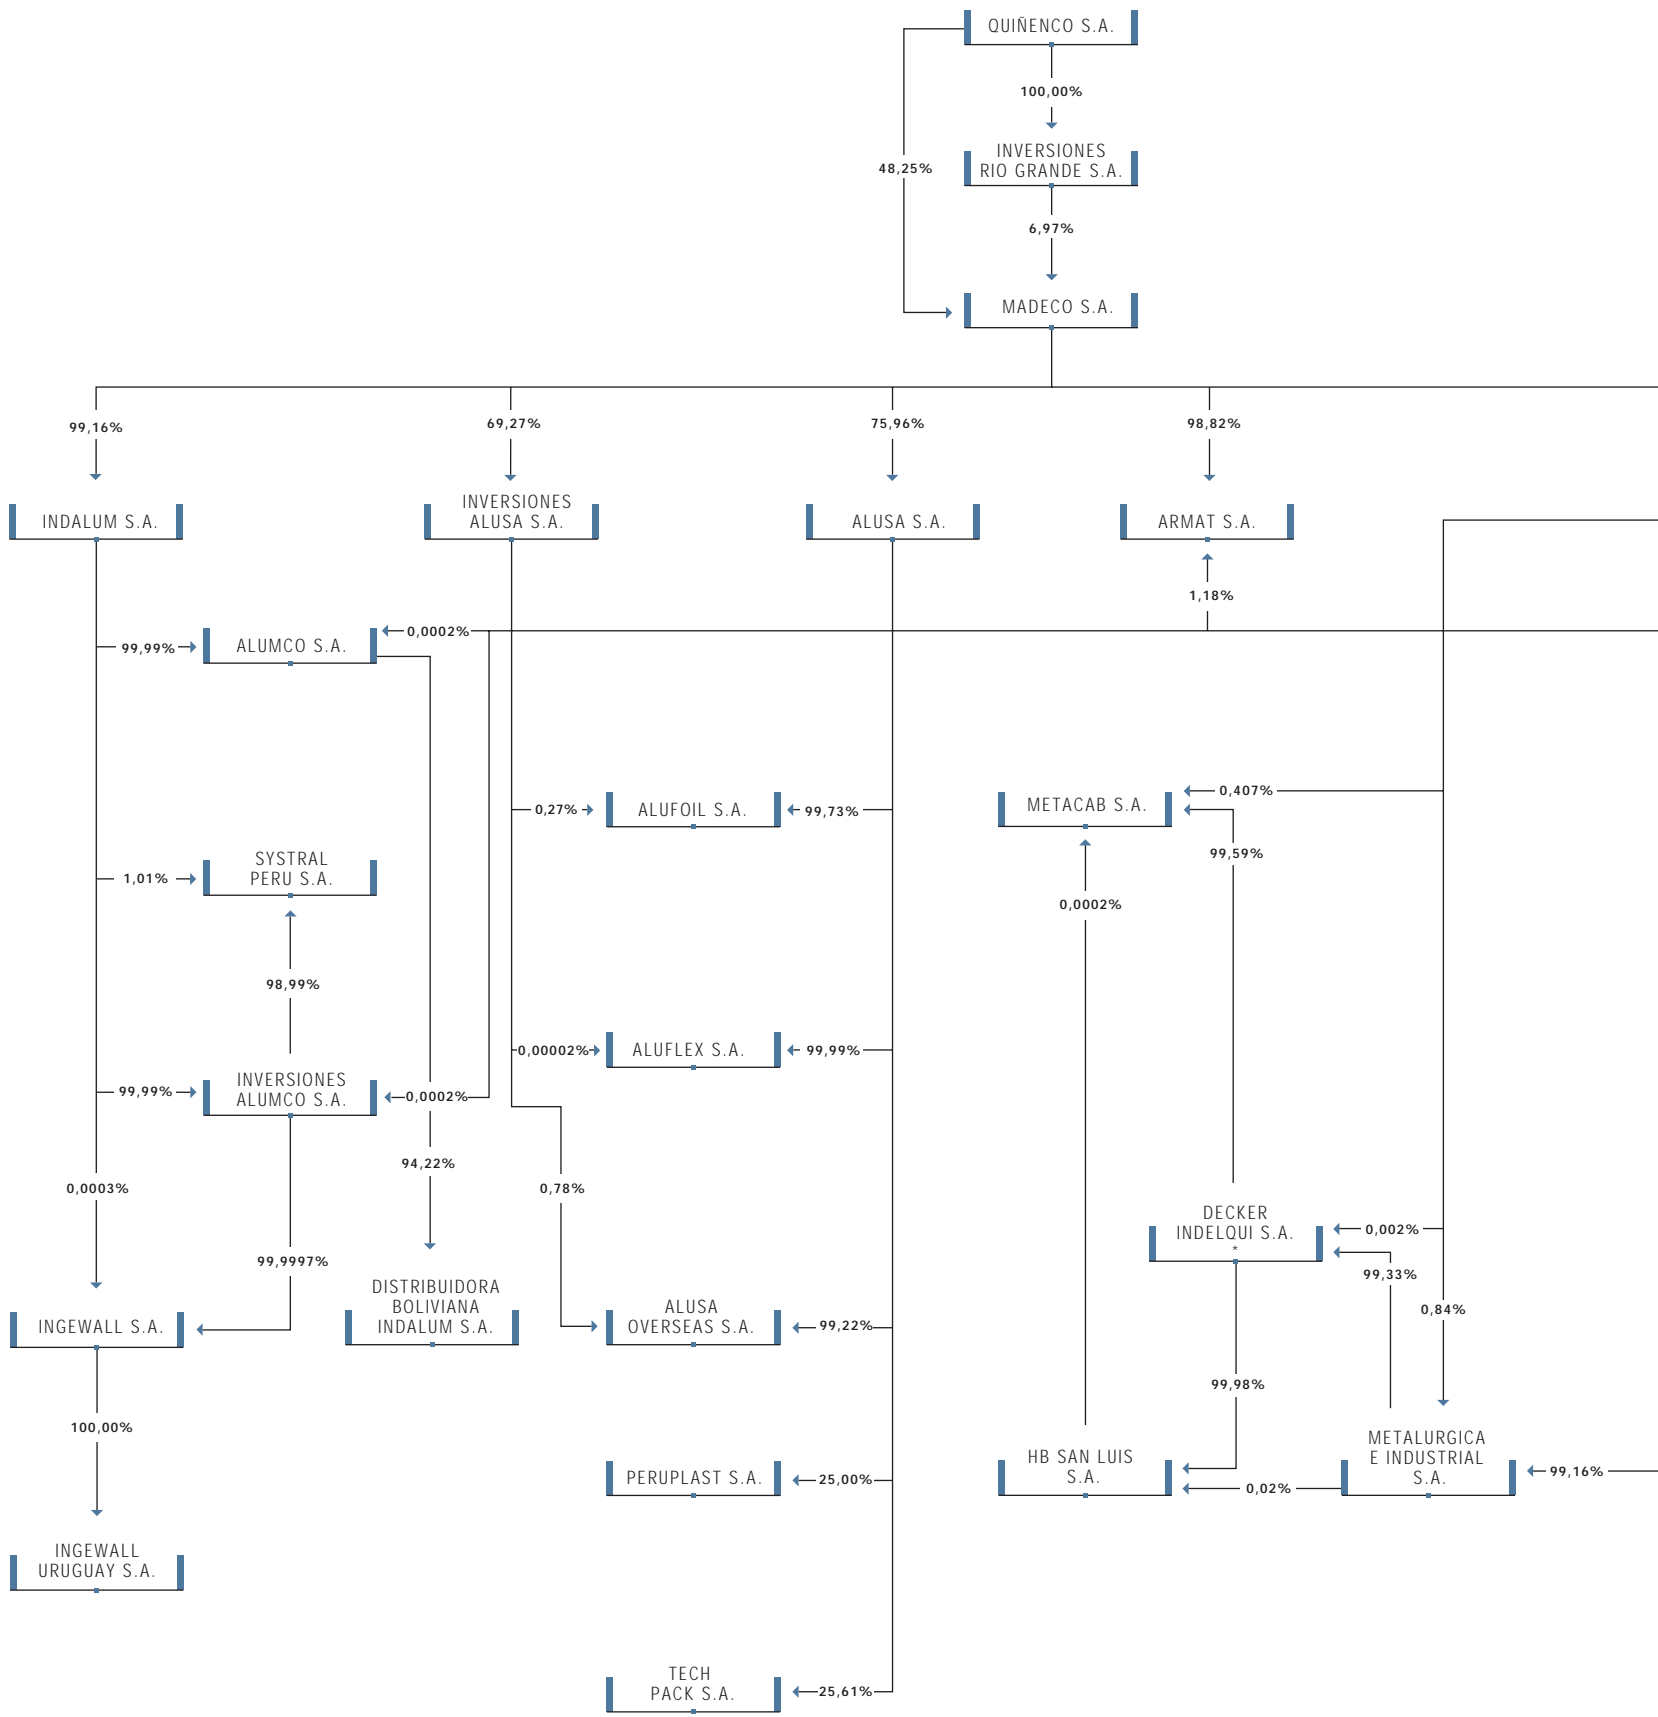 QUIÑENCO S.A.
100,00%
INVERSIONES
RIO GRANDE S.A.
48,25%
6,97%
MADECO S.A.
99,16%
69,27%
75,96%
98,82%
INDALUM S.A.
INVERSIONES
ALUSA S.A.
ALUSA S.A.
ARMAT S.A.
1,18%
0,0002%
99,99%
ALUMCO S.A.
0,407%
METACAB S.A.
0,27%
ALUFOIL S.A.
99,73%
99,59%
SYSTRAL
PERU S.A.
1,01%
0,0002%
98,99%
0,00002%
ALUFLEX S.A.
99,99%
99,99%
INVERSIONES
ALUMCO S.A.
0,0002%
94,22%
0,0003%
0,78%
DECKER
INDELQUI S.A.
*
0,002%
99,9997%
99,33%
DISTRIBUIDORA
BOLIVIANA
INDALUM S.A.
ALUSA
OVERSEAS S.A.
99,22%
0,84%
INGEWALL S.A.
99,98%
100,00%
METALURGICA
E INDUSTRIAL
S.A.
HB SAN LUIS
S.A.
99,16%
PERUPLAST S.A.
25,00%
0,02%
INGEWALL
URUGUAY S.A.
TECH
PACK S.A.
25,61%